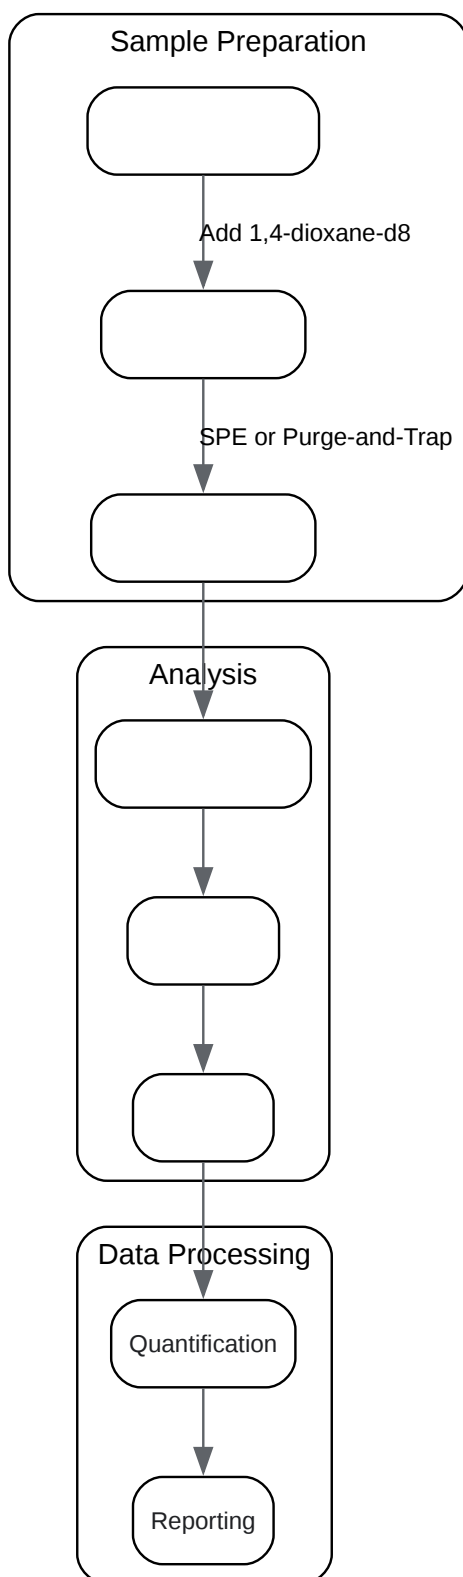 Sample Preparation
Add 1,4-dioxane-d8
SPE or Purge-and-Trap
Analysis
Data Processing
Quantification
Reporting